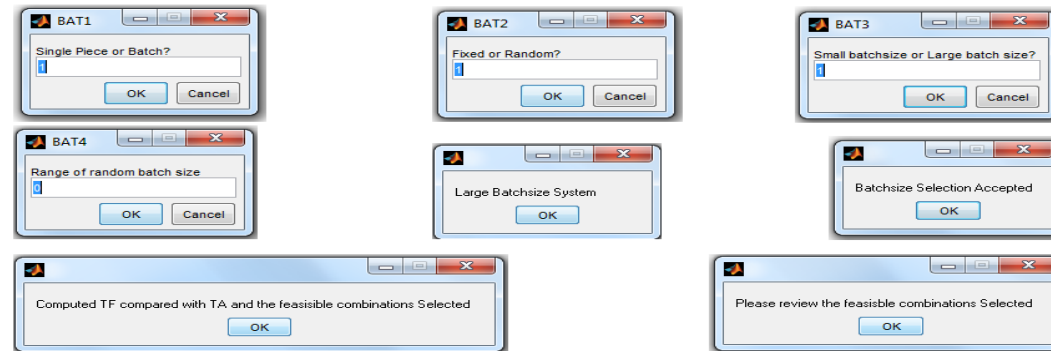 BAT1
Single Piece or Batch?
1
OK Cancel
BAT2
Fixed or Random?
1
OK Cancel
BAT3
Small batchsize or Large batch size?
1
OK Cancel
BAT4
Range of random batch size
0
OK Cancel
Large Batchsize System
OK
Batchsize Selection Accepted
OK
Computed TF compared with TA and the feasisible combinations Selected
OK
Please review the feasisble combinations Selected
OK